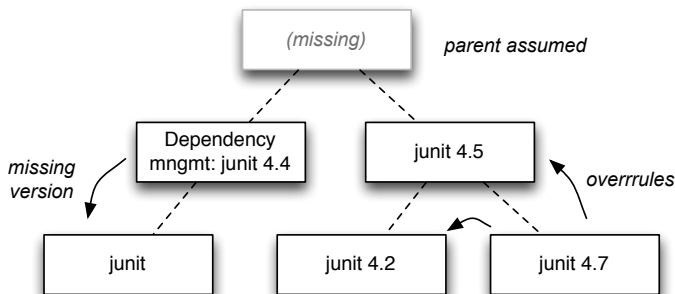 (missing)
parent assumed
Dependency
mngmt: junit 4.4
junit 4.5
missing
version
overrrules
junit
junit 4.2
junit 4.7